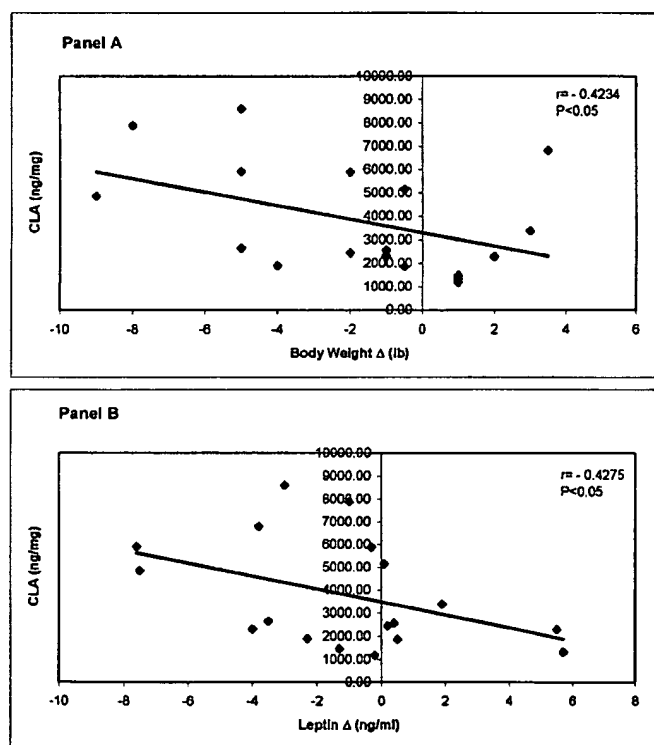 Panel A
10000.00
9000.00
8000.00
7000.00
6000.00
5000.00
4000.00
3000.00
2000.00
1000.00
0.00
r= - 0.4234
P<0.05
CLA (ng/mg)
-10 -8 -6 -4 -2 0 2 4 6
Body Weight Δ (lb)
Panel B
10000.00
9000.00
8000.00
7000.00
6000.00
5000.00
4000.00
3000.00
2000.00
1000.00
0.00
r= - 0.4275
P<0.05
CLA (ng/mg)
-10 -8 -6 -4 -2 0 2 4 6 8
Leptin Δ (ng/ml)